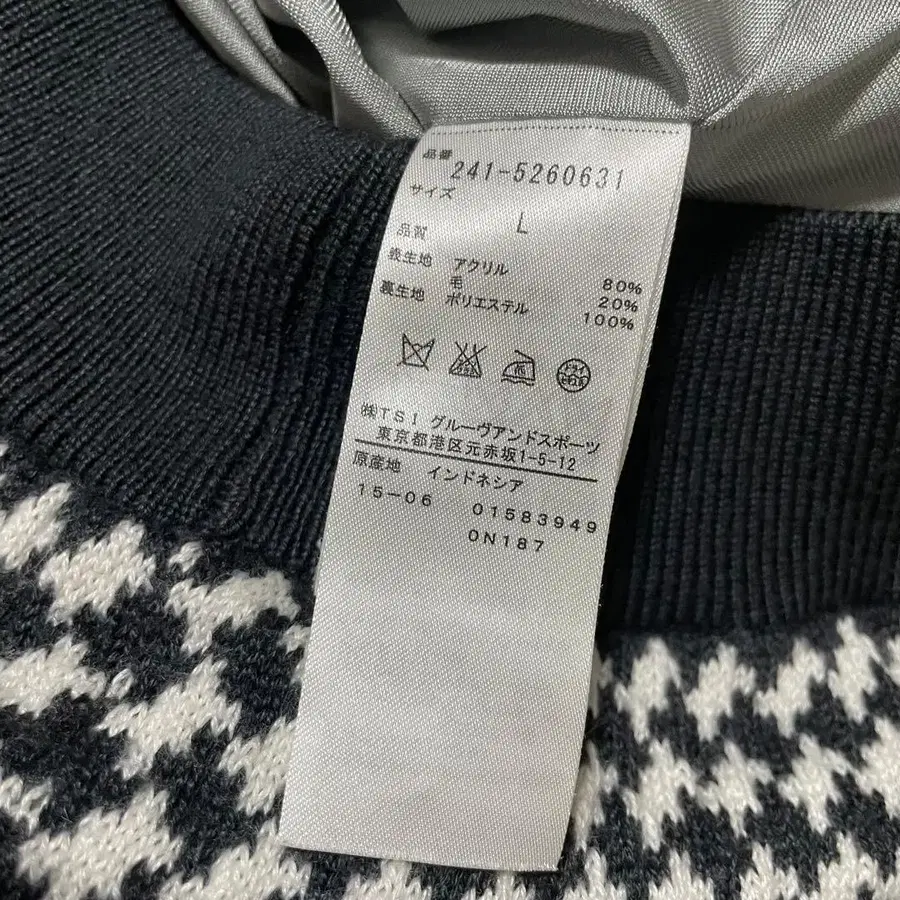 品番 241-5260631
サイズ L
品質
表生地 アクリル 80%
毛 20%
裏生地 ポリエステル 100%
㈱TSI グルーヴアンドスポーツ
東京都港区元赤坂1-5-12
原産地 インドネシア
15-06 01583949
0N187